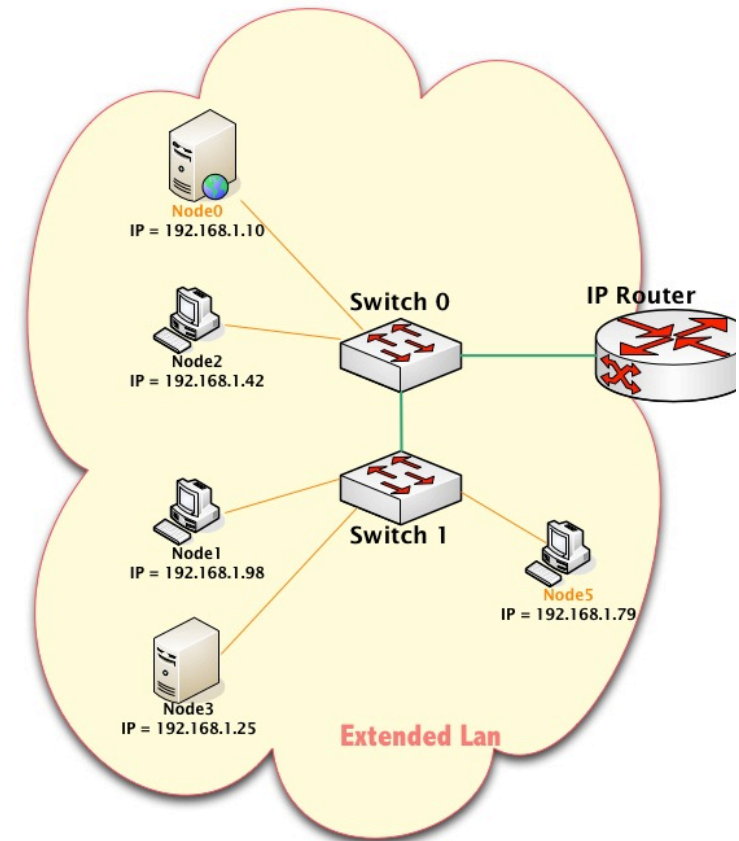 Node0
IP = 192.168.1.10
Switch 0
IP Router
Node2
IP = 192.168.1.42
Switch 1
Node1
IP = 192.168.1.98
Node5
IP = 192.168.1.79
Node3
IP = 192.168.1.25
Extended Lan